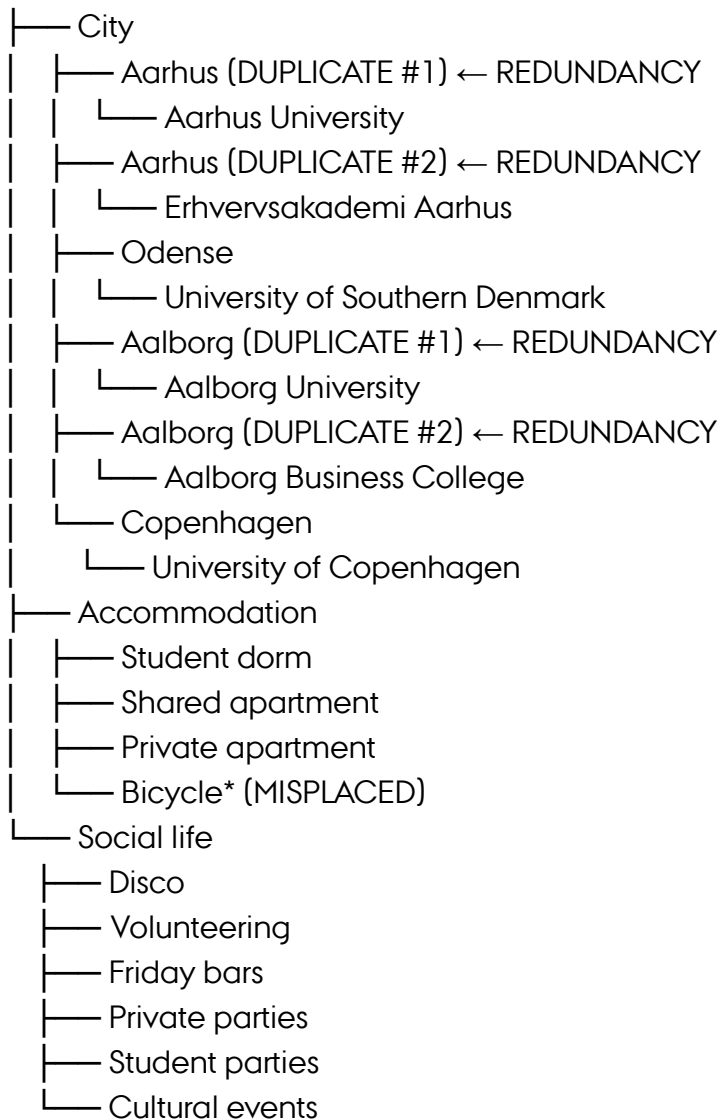 ├── City
│   ├── Aarhus (DUPLICATE #1) ← REDUNDANCY
│   │   └── Aarhus University
│   ├── Aarhus (DUPLICATE #2) ← REDUNDANCY
│   │   └── Erhvervsakademi Aarhus
│   ├── Odense
│   │   └── University of Southern Denmark
│   ├── Aalborg (DUPLICATE #1) ← REDUNDANCY
│   │   └── Aalborg University
│   ├── Aalborg (DUPLICATE #2) ← REDUNDANCY
│   │   └── Aalborg Business College
│   └── Copenhagen
│       └── University of Copenhagen
├── Accommodation
│   ├── Student dorm
│   ├── Shared apartment
│   ├── Private apartment
│   └── Bicycle* (MISPLACED)
└── Social life
    ├── Disco
    ├── Volunteering
    ├── Friday bars
    ├── Private parties
    ├── Student parties
    └── Cultural events